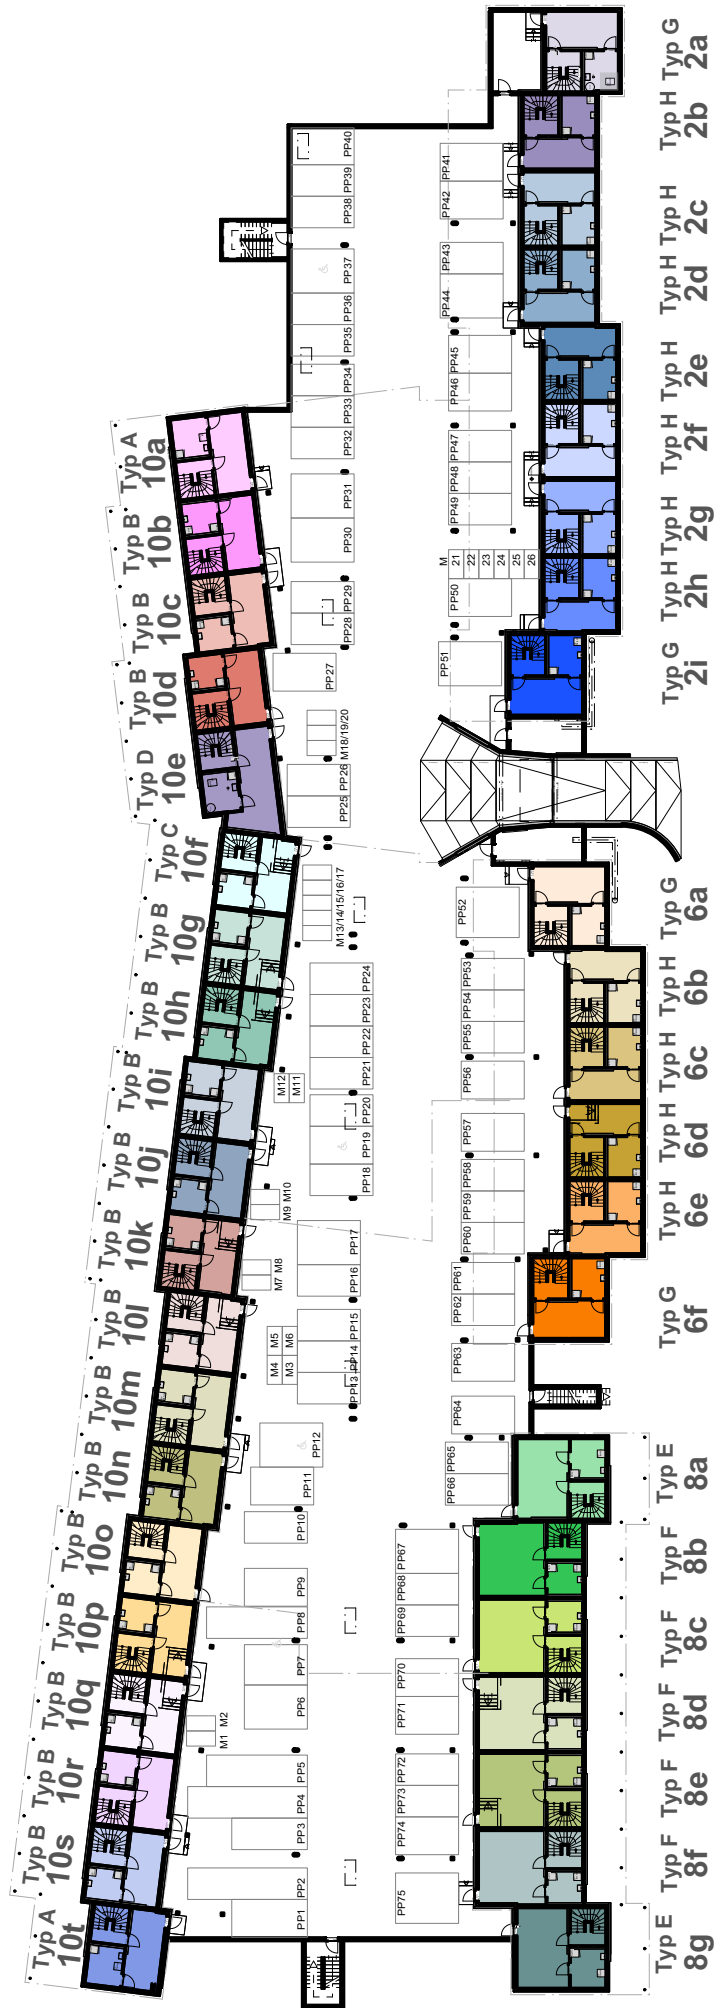 Typ G
2a
Typ H
2b
Typ H
2c
Typ H
2d
Typ H
2e
Typ H
2f
Typ H
2g
Typ H
2h
Typ G
2i
Typ G
6a
Typ H
6b
Typ H
6c
Typ H
6d
Typ H
6e
Typ G
6f
Typ E
8a
Typ F
8b
Typ F
8c
Typ F
8d
Typ F
8e
Typ F
8f
Typ E
8g
Typ A
10a
Typ B
10b
Typ B
10c
Typ B
10d
Typ D
10e
Typ C
10f
Typ B
10g
Typ B
10h
Typ B
10i
Typ B
10j
Typ B
10k
Typ B
10l
Typ B
10m
Typ B
10n
Typ B
10o
Typ B
10p
Typ B
10q
Typ B
10r
Typ B
10s
Typ A
10t
PP40
PP39
PP38
PP37
PP36
PP35
PP34
PP33
PP32
PP31
PP30
PP29
PP28
PP27
M18/19/20
PP26
PP25
M13/14/15/16/17
PP24
PP23
PP22
PP21
M12
M11
PP20
PP19
PP18
M10
M9
PP17
PP16
M8
M7
PP15
PP14
PP13
M5
M6
M4
M3
PP12
PP11
PP10
PP9
PP8
PP7
PP6
M2
M1
PP5
PP4
PP3
PP2
PP1
PP41
PP42
PP43
PP44
PP45
PP46
PP47
PP48
PP49
M
21
22
23
24
25
26
PP50
PP51
PP52
PP53
PP54
PP55
PP56
PP57
PP58
PP59
PP60
PP61
PP62
PP63
PP64
PP65
PP66
PP67
PP68
PP69
PP70
PP71
PP72
PP73
PP74
PP75